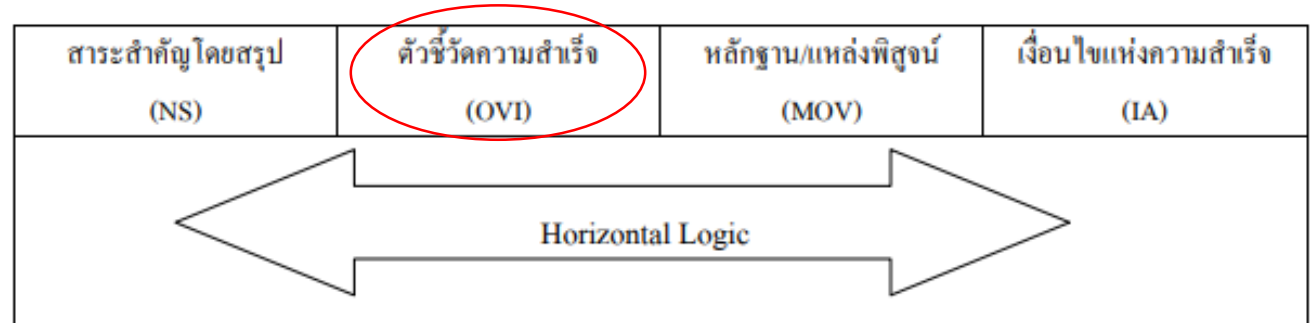 สาระสำคัญโดยสรุป ตัวชี้วัดความสำเร็จ หลักฐาน/แหล่งพิสูจน์ เงื่อนไขแห่งความสำเร็จ
(NS) (OVI) (MOV) (IA)
Horizontal Logic